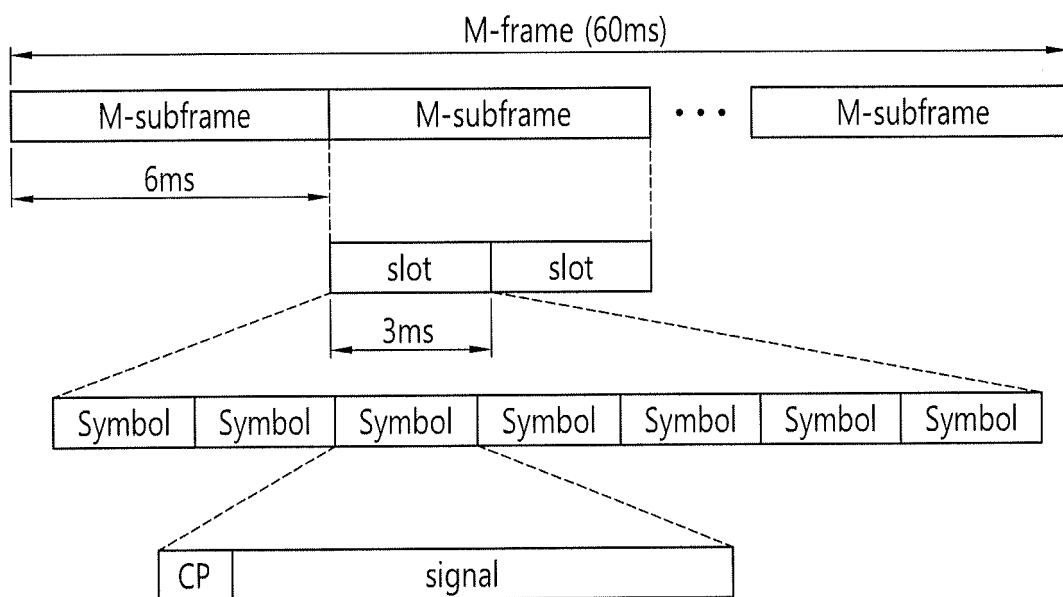 M-frame (60ms)
M-subframe M-subframe • • • M-subframe
6ms
slot slot
3ms
Symbol Symbol Symbol Symbol Symbol Symbol Symbol
CP signal